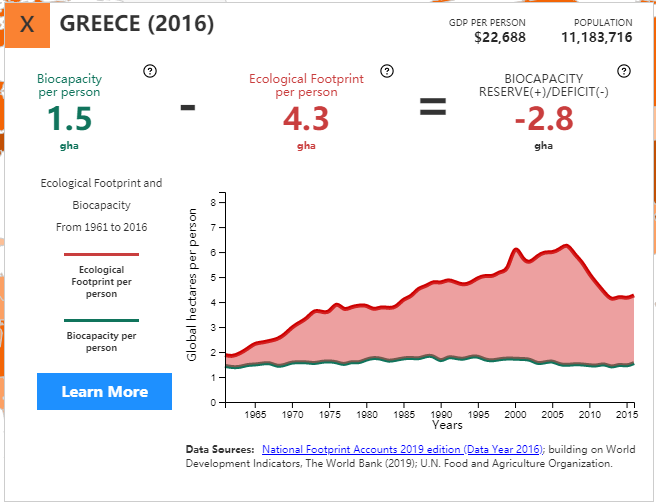 X
GREECE (2016)
GDP PER PERSON
$22,688
POPULATION
11,183,716
Biocapacity
per person
1.5
gha
?
-
Ecological Footprint
per person
4.3
gha
?
=
BIOCAPACITY
RESERVE(+)/DEFICIT(-)
-2.8
gha
?
Ecological Footprint and
Biocapacity
From 1961 to 2016
Ecological
Footprint per
person
Biocapacity per
person
Learn More
Global hectares per person
8
7
6
5
4
3
2
1
0
1965 1970 1975 1980 1985 1990 1995 2000 2005 2010 2015
Years
Data Sources: National Footprint Accounts 2019 edition (Data Year 2016); building on World
Development Indicators, The World Bank (2019); U.N. Food and Agriculture Organization.